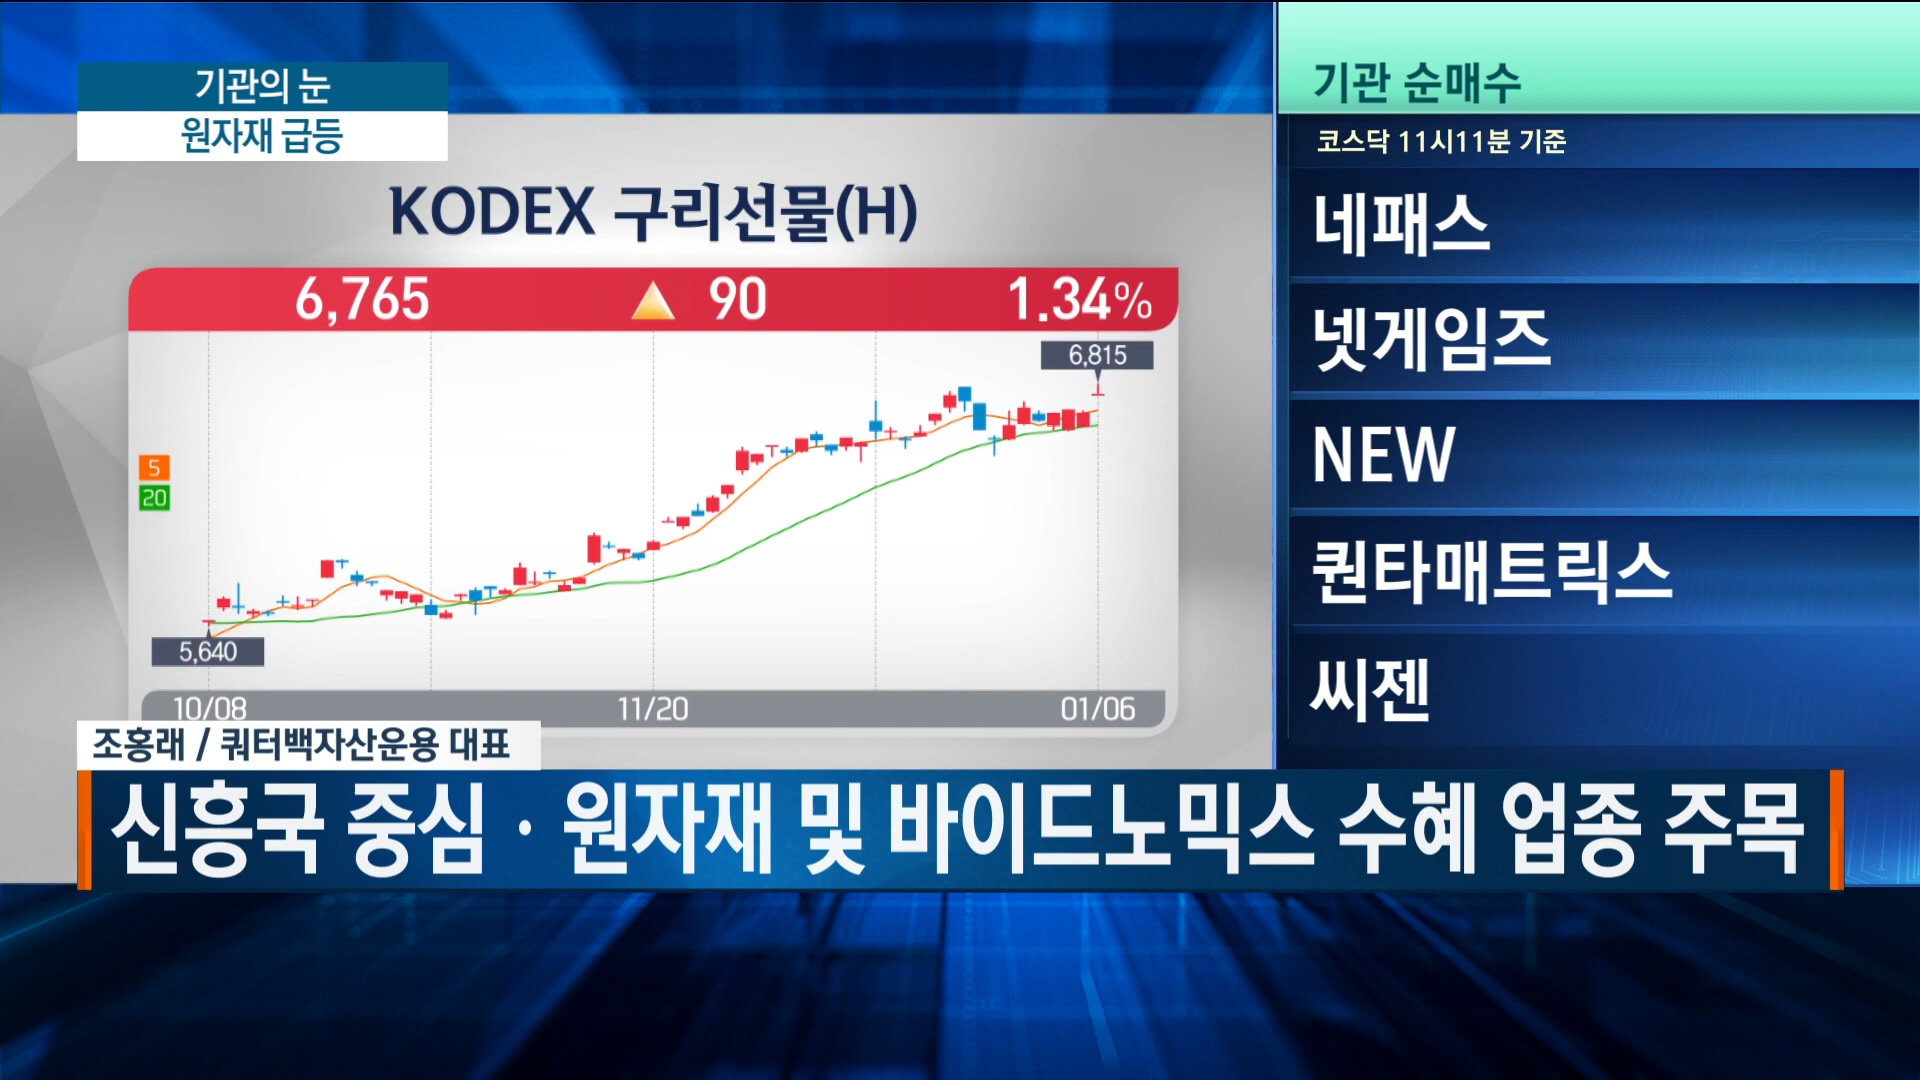 기관의 눈
원자재 급등
KODEX 구리선물(H)
6,765 ▲ 90 1.34%
6,815
5
20
5,640
10/08 11/20 01/06
기관 순매수
코스닥 11시11분 기준
네패스
넷게임즈
NEW
퀀타매트릭스
씨젠
조홍래 / 쿼터백자산운용 대표
신흥국 중심 · 원자재 및 바이드노믹스 수혜 업종 주목